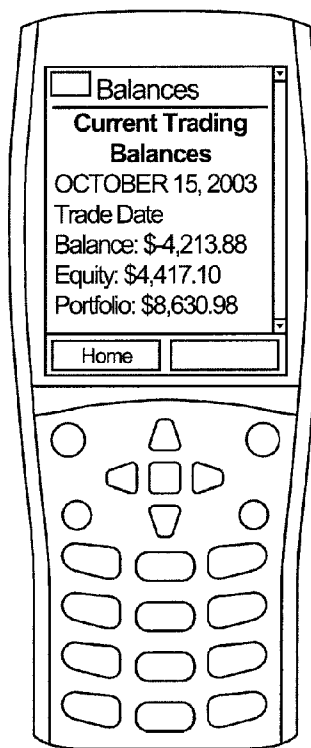 Balances
Current Trading
Balances
OCTOBER 15, 2003
Trade Date
Balance: $-4,213.88
Equity: $4,417.10
Portfolio: $8,630.98
Home